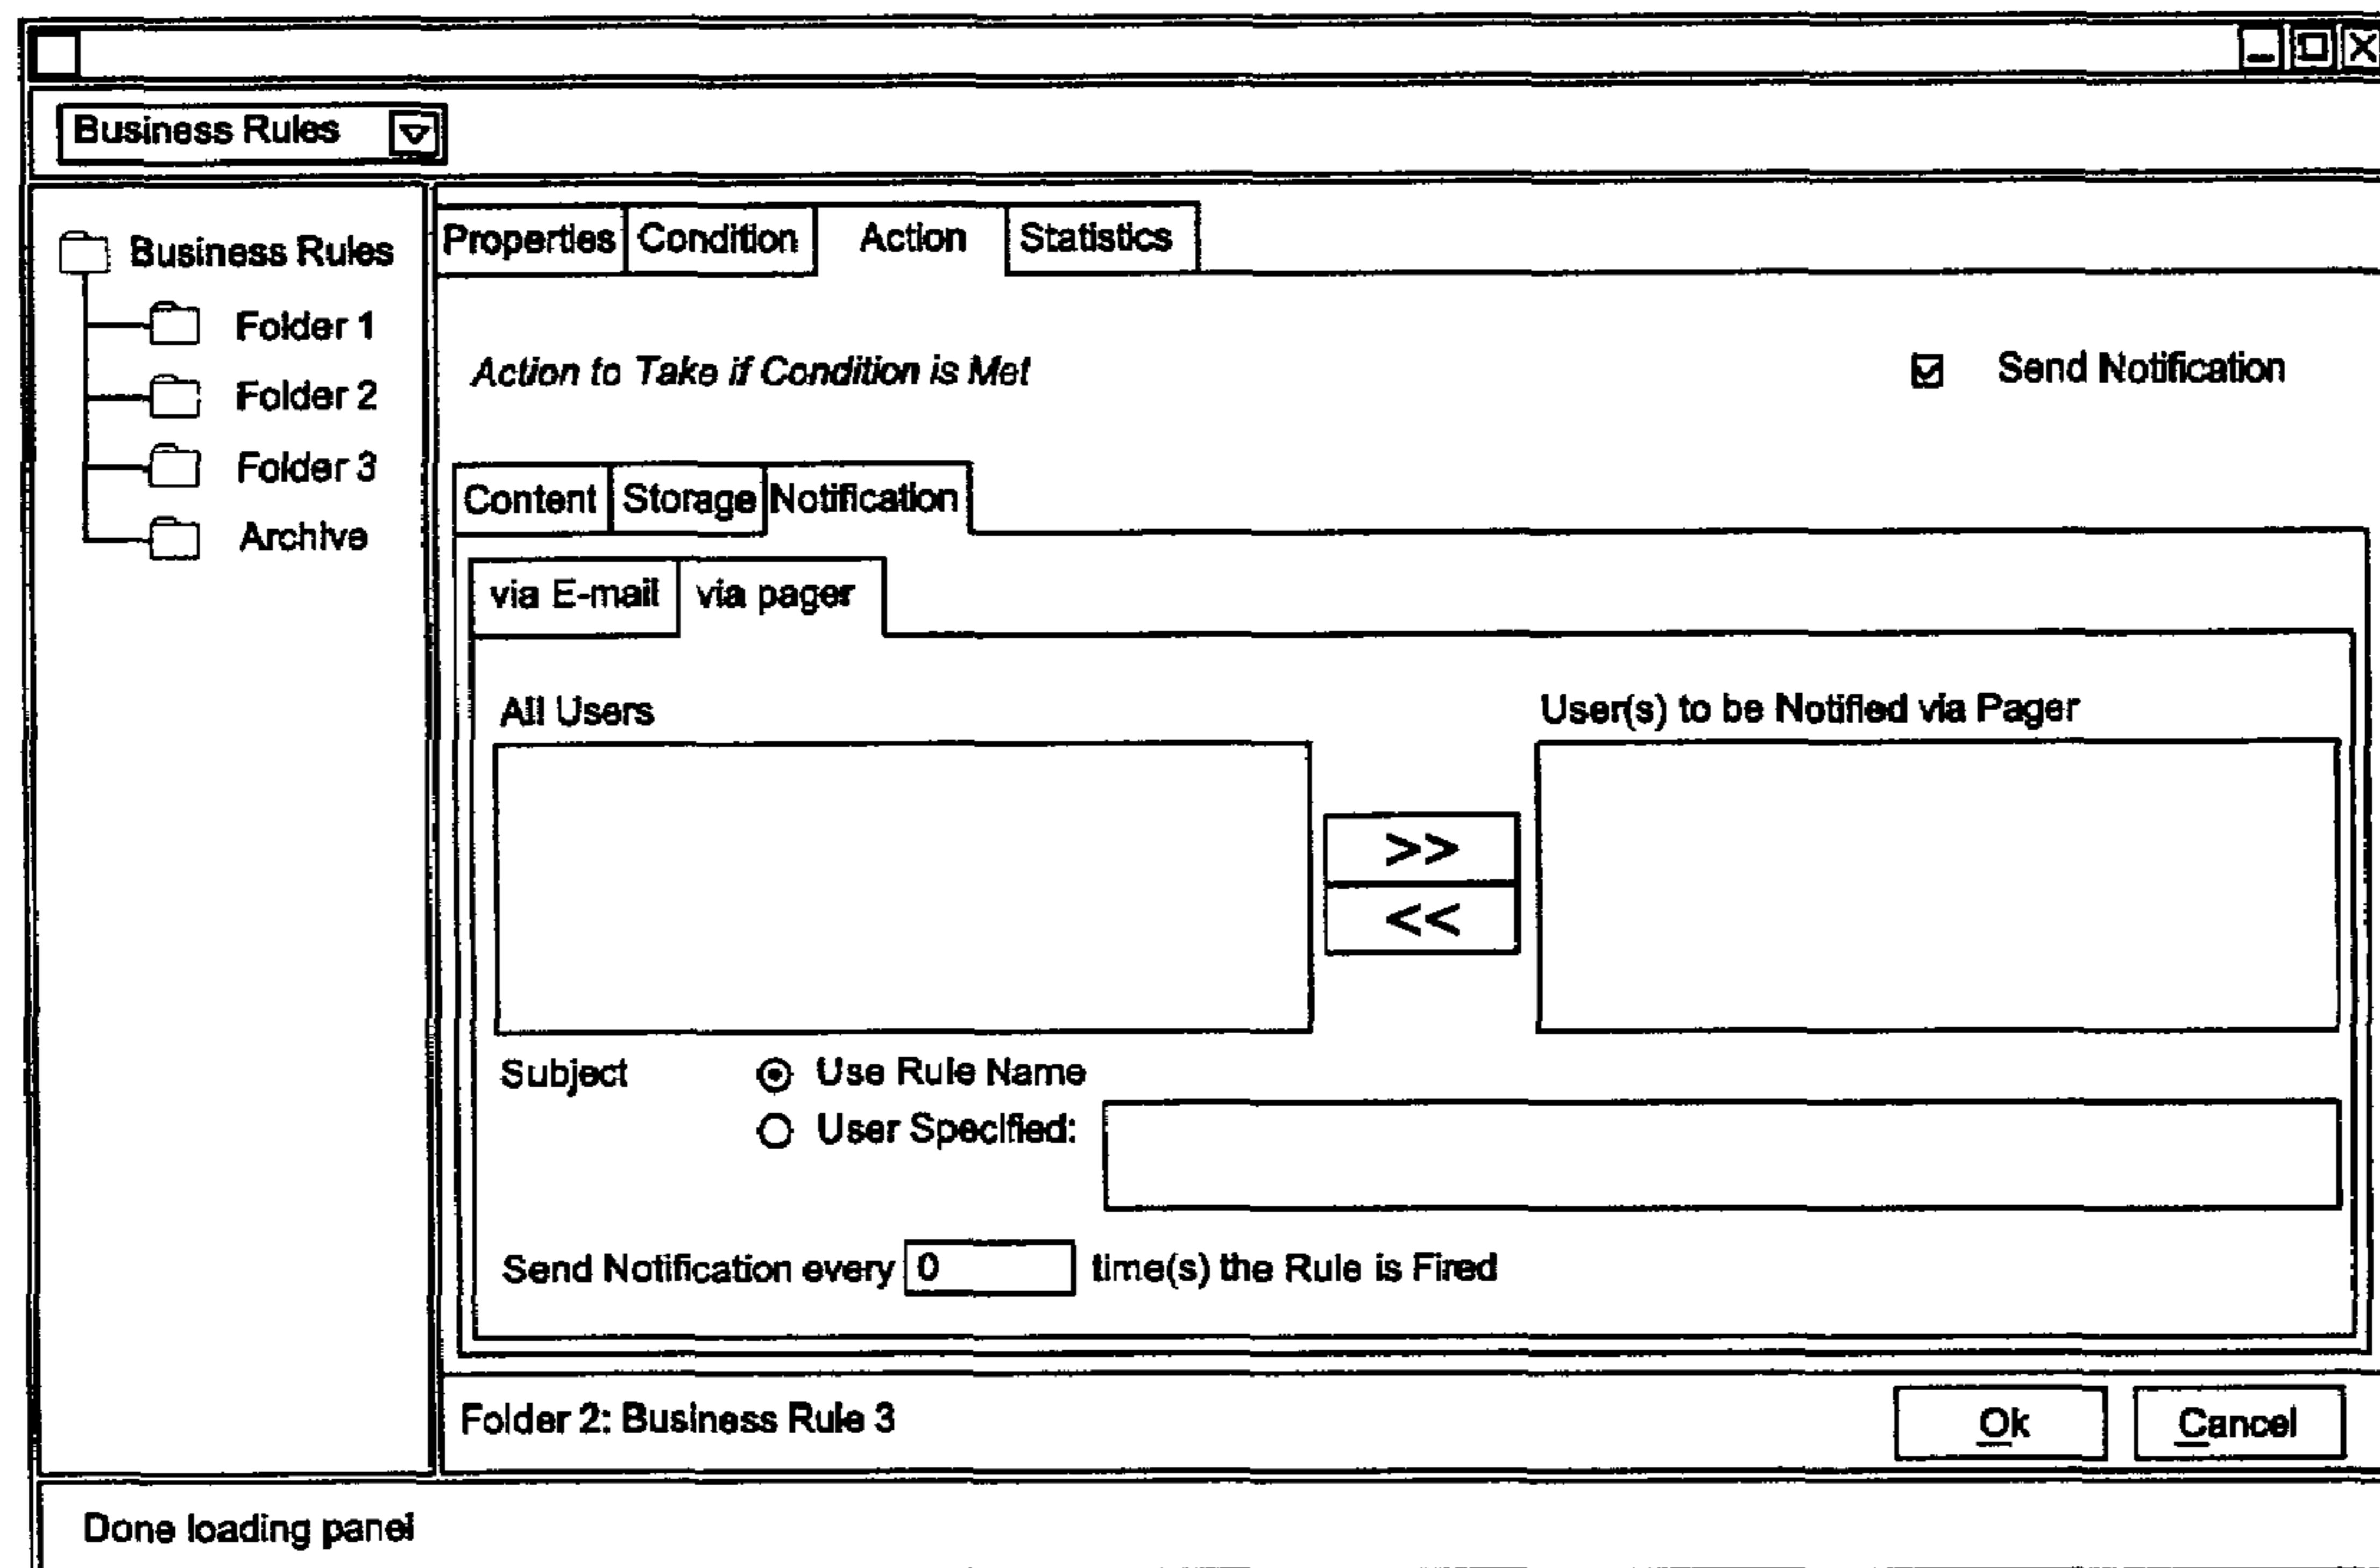 Business Rules
Business Rules
Folder 1
Folder 2
Folder 3
Archive
Properties Condition Action Statistics
Action to Take if Condition is Met
Send Notification
Content Storage Notification
via E-mail via pager
All Users
User(s) to be Notified via Pager
>>
<<
Subject Use Rule Name
User Specified:
Send Notification every 0 time(s) the Rule is Fired
Folder 2: Business Rule 3
Ok Cancel
Done loading panel